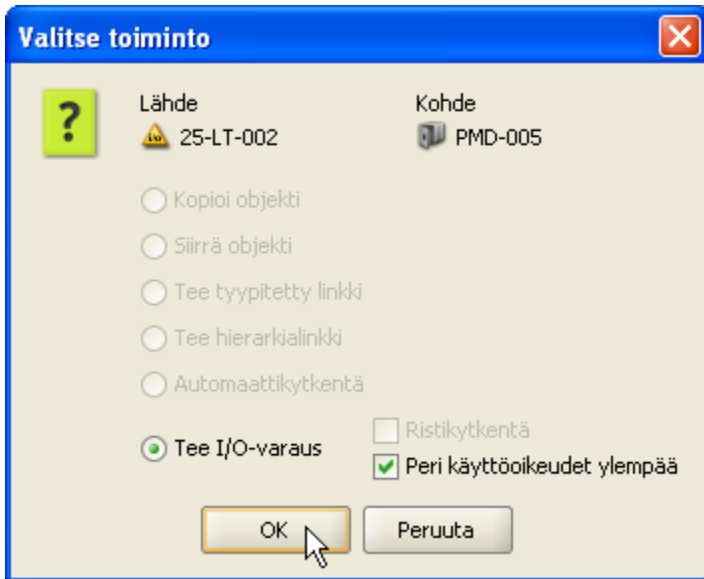 Valitse toiminto
Lähde Kohde
25-LT-002 PMD-005
Kopioi objekti
Siirrä objekti
Tee tyypitetty linkki
Tee hierarkialinkki
Automaattikytkentä
Ristikytkentä
Tee I/O-varaus
Peri käyttöoikeudet ylempää
OK Peruuta